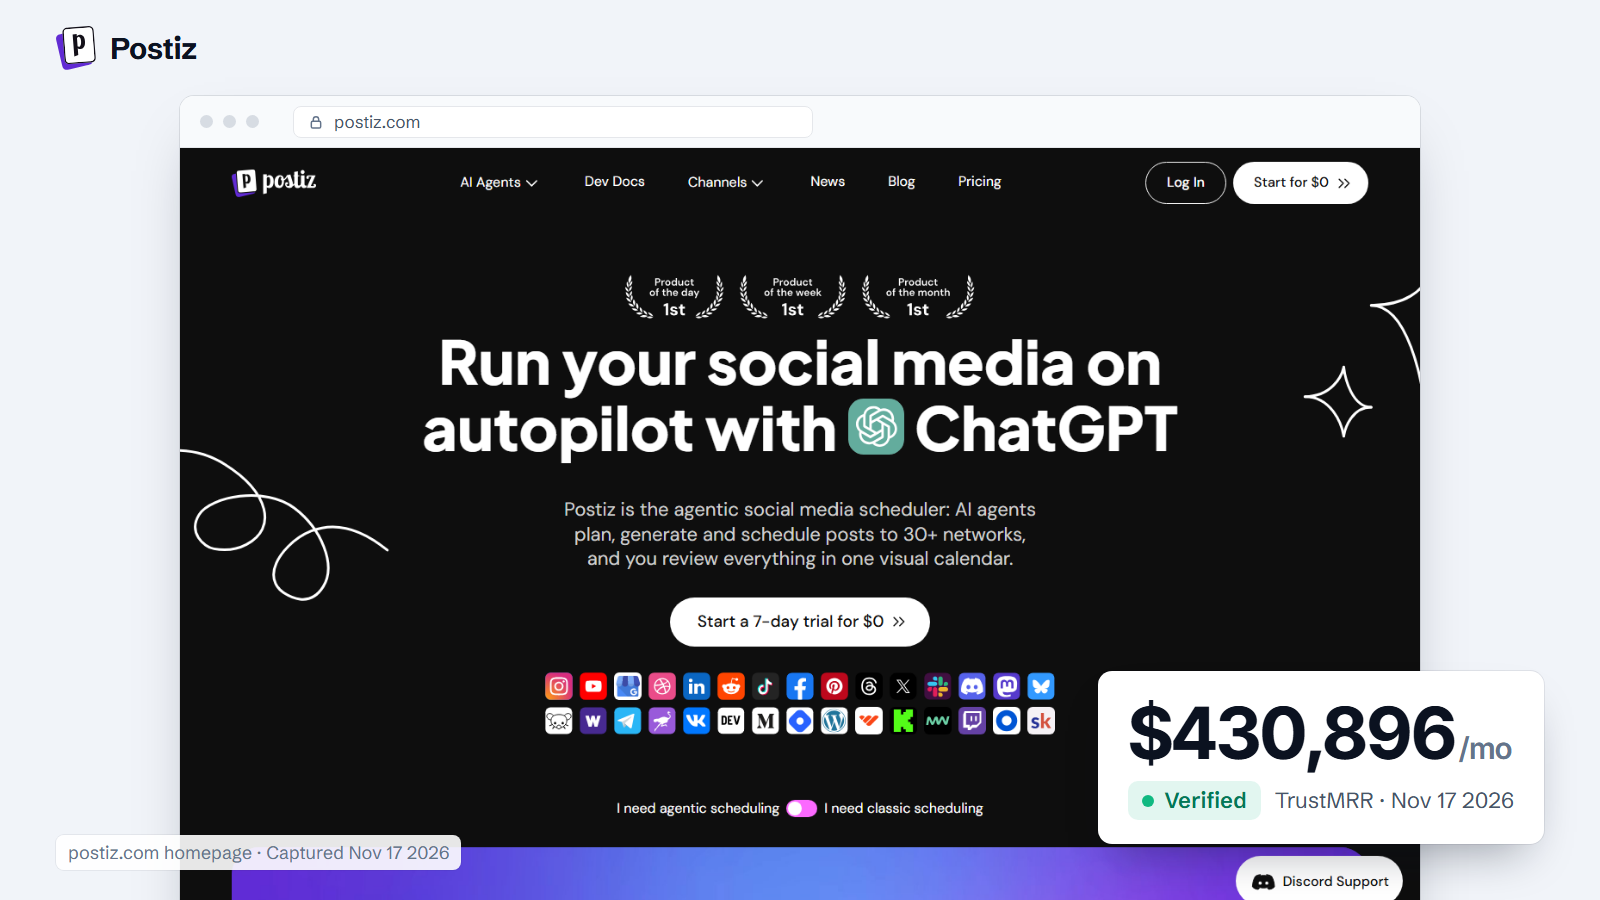 Postiz
postiz.com
postiz
AI Agents
Dev Docs
Channels
News
Blog
Pricing
Log In
Start for $0
Product
of the day
1st
Product
of the week
1st
Product
of the month
1st
Run your social media on
autopilot with ChatGPT
Postiz is the agentic social media scheduler: AI agents
plan, generate and schedule posts to 30+ networks,
and you review everything in one visual calendar.
Start a 7-day trial for $0
DEV
sk
I need agentic scheduling
I need classic scheduling
$430,896/mo
Verified
TrustMRR · Nov 17 2026
postiz.com homepage · Captured Nov 17 2026
Discord Support